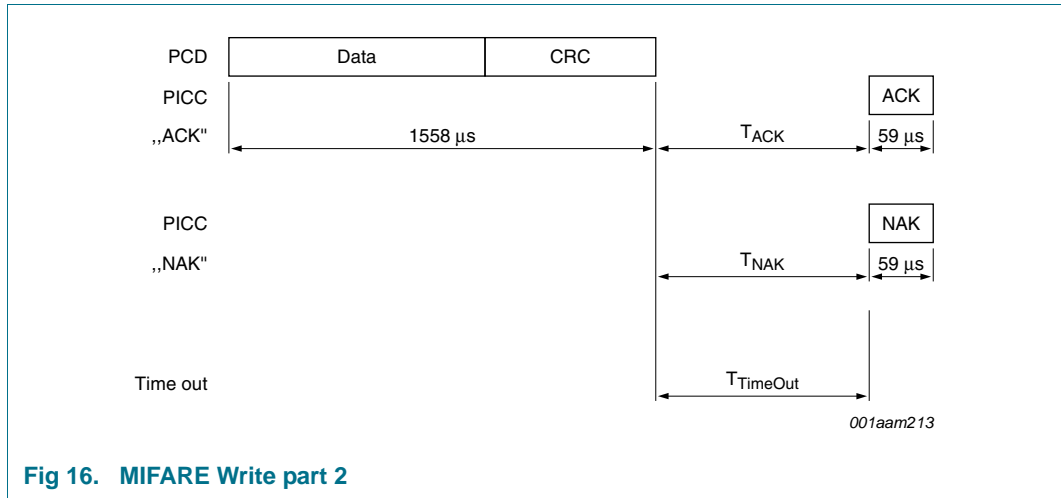 PCD Data CRC
PICC ACK
,,ACK" 1558 μs TACK 59 μs
PICC NAK
,,NAK" TNAK 59 μs
Time out TTimeOut
001aam213
Fig 16. MIFARE Write part 2